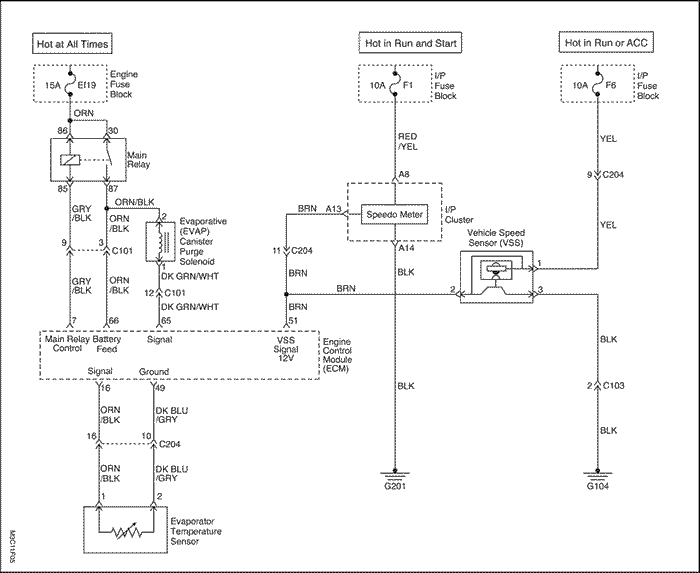 Hot at All Times
Hot in Run and Start
Hot in Run or ACC
15A
Ef19
Engine
Fuse
Block
10A
F1
I/P
Fuse
Block
10A
F6
I/P
Fuse
Block
ORN
86
30
Main
Relay
85
87
RED
/YEL
YEL
9
C204
YEL
A8
A13
Speedo Meter
I/P
Cluster
A14
BRN
GRY
/BLK
ORN
/BLK
ORN/BLK
2
Evaporative
(EVAP)
Canister
Purge
Solenoid
1
9
3
C101
DK GRN/WHT
12
C101
DK GRN/WHT
GRY
/BLK
ORN
/BLK
11
C204
BRN
BRN
BLK
BRN
Vehicle Speed
Sensor (VSS)
1
2
3
7
66
65
51
Main Relay
Control
Battery
Feed
Signal
VSS
Signal
12V
Engine
Control
Module
(ECM)
Signal
Ground
16
49
ORN
/BLK
DK BLU
/GRY
16
10
C204
ORN
/BLK
DK BLU
/GRY
1
2
Evaporator
Temperature
Sensor
BLK
G201
BLK
2
C103
BLK
G104